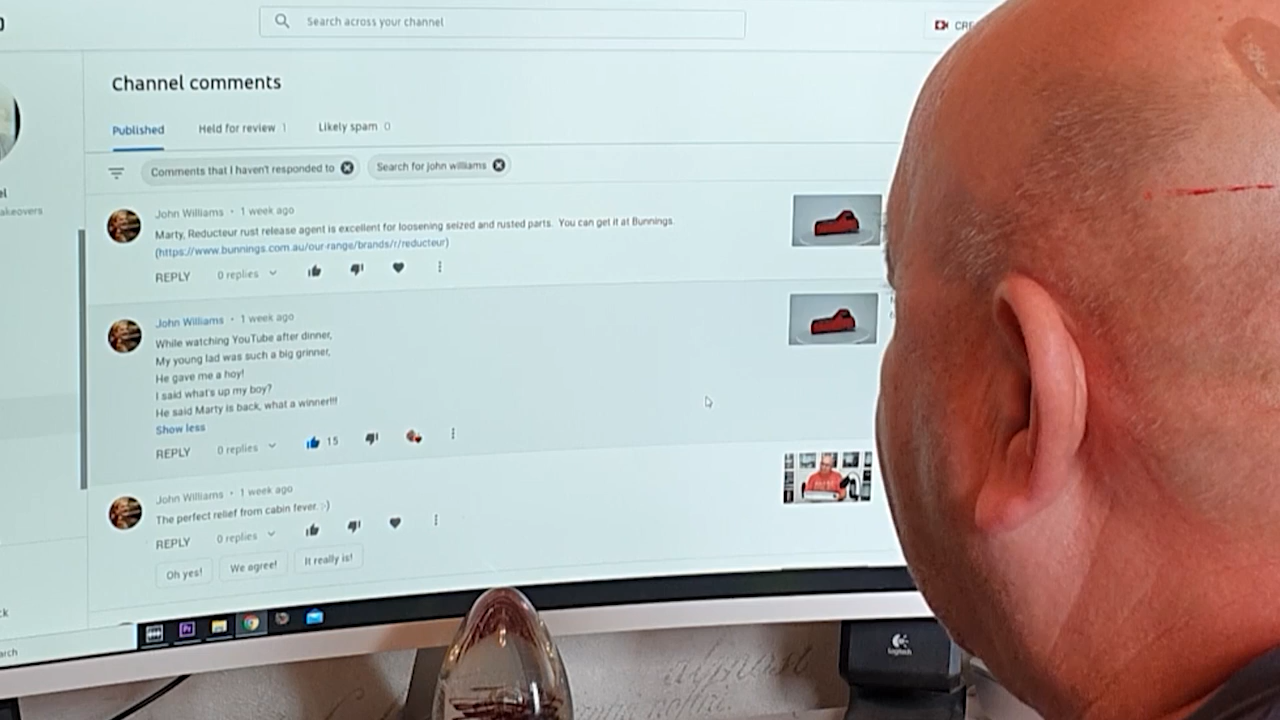 Search across your channel
CRE
Channel comments
Published
Held for review 1
Likely spam 0
Comments that I haven't responded to
Search for john williams
akeovers
John Williams • 1 week ago
Marty, Reducteur rust release agent is excellent for loosening seized and rusted parts. You can get it at Bunnings.
(https://www.bunnings.com.au/our-range/brands/r/reducteur)
REPLY 0 replies
John Williams • 1 week ago
While watching YouTube after dinner,
My young lad was such a big grinner,
He gave me a hoy!
I said what's up my boy?
He said Marty is back, what a winner!!!
Show less
REPLY 0 replies 15
John Williams • 1 week ago
The perfect relief from cabin fever. :-)
REPLY 0 replies
Oh yes! We agree! It really is!
arch
Pr
logitech